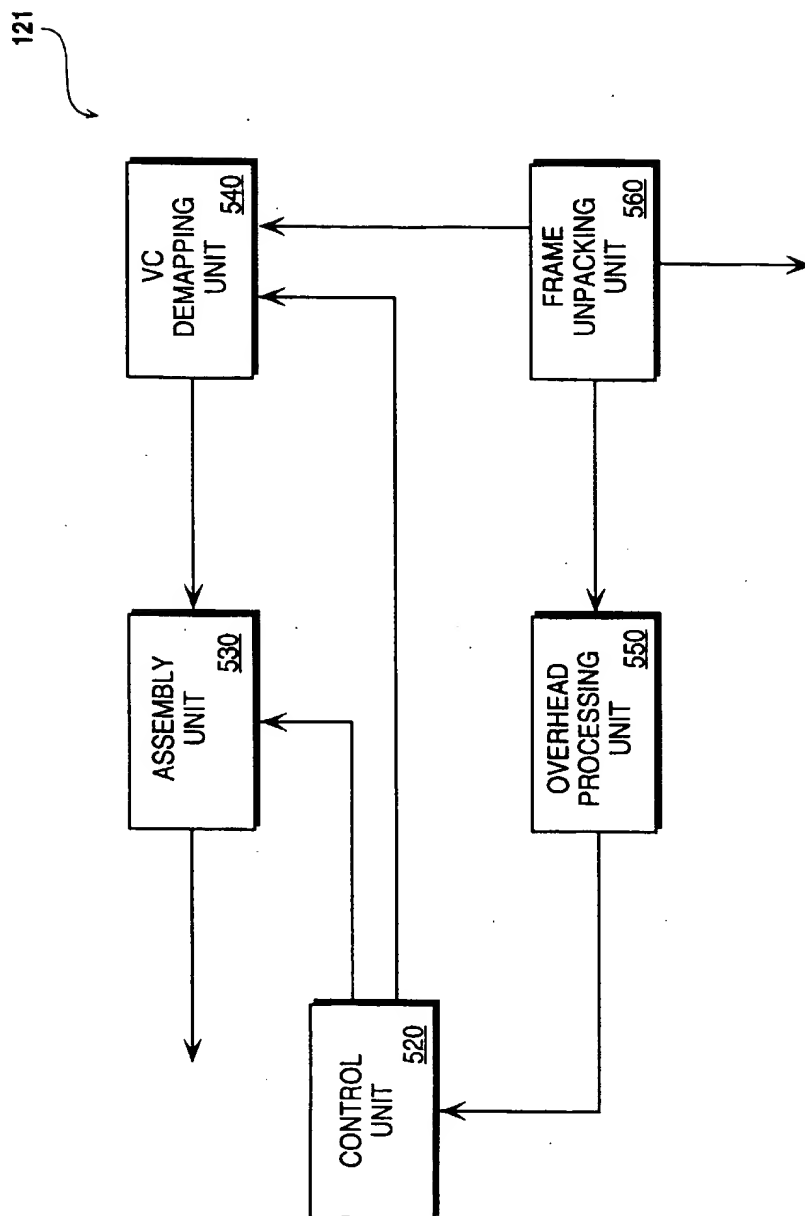 121
VC
DEMAPPING
UNIT
540
FRAME
UNPACKING
UNIT
560
ASSEMBLY
UNIT
530
OVERHEAD
PROCESSING
UNIT
550
CONTROL
UNIT
520